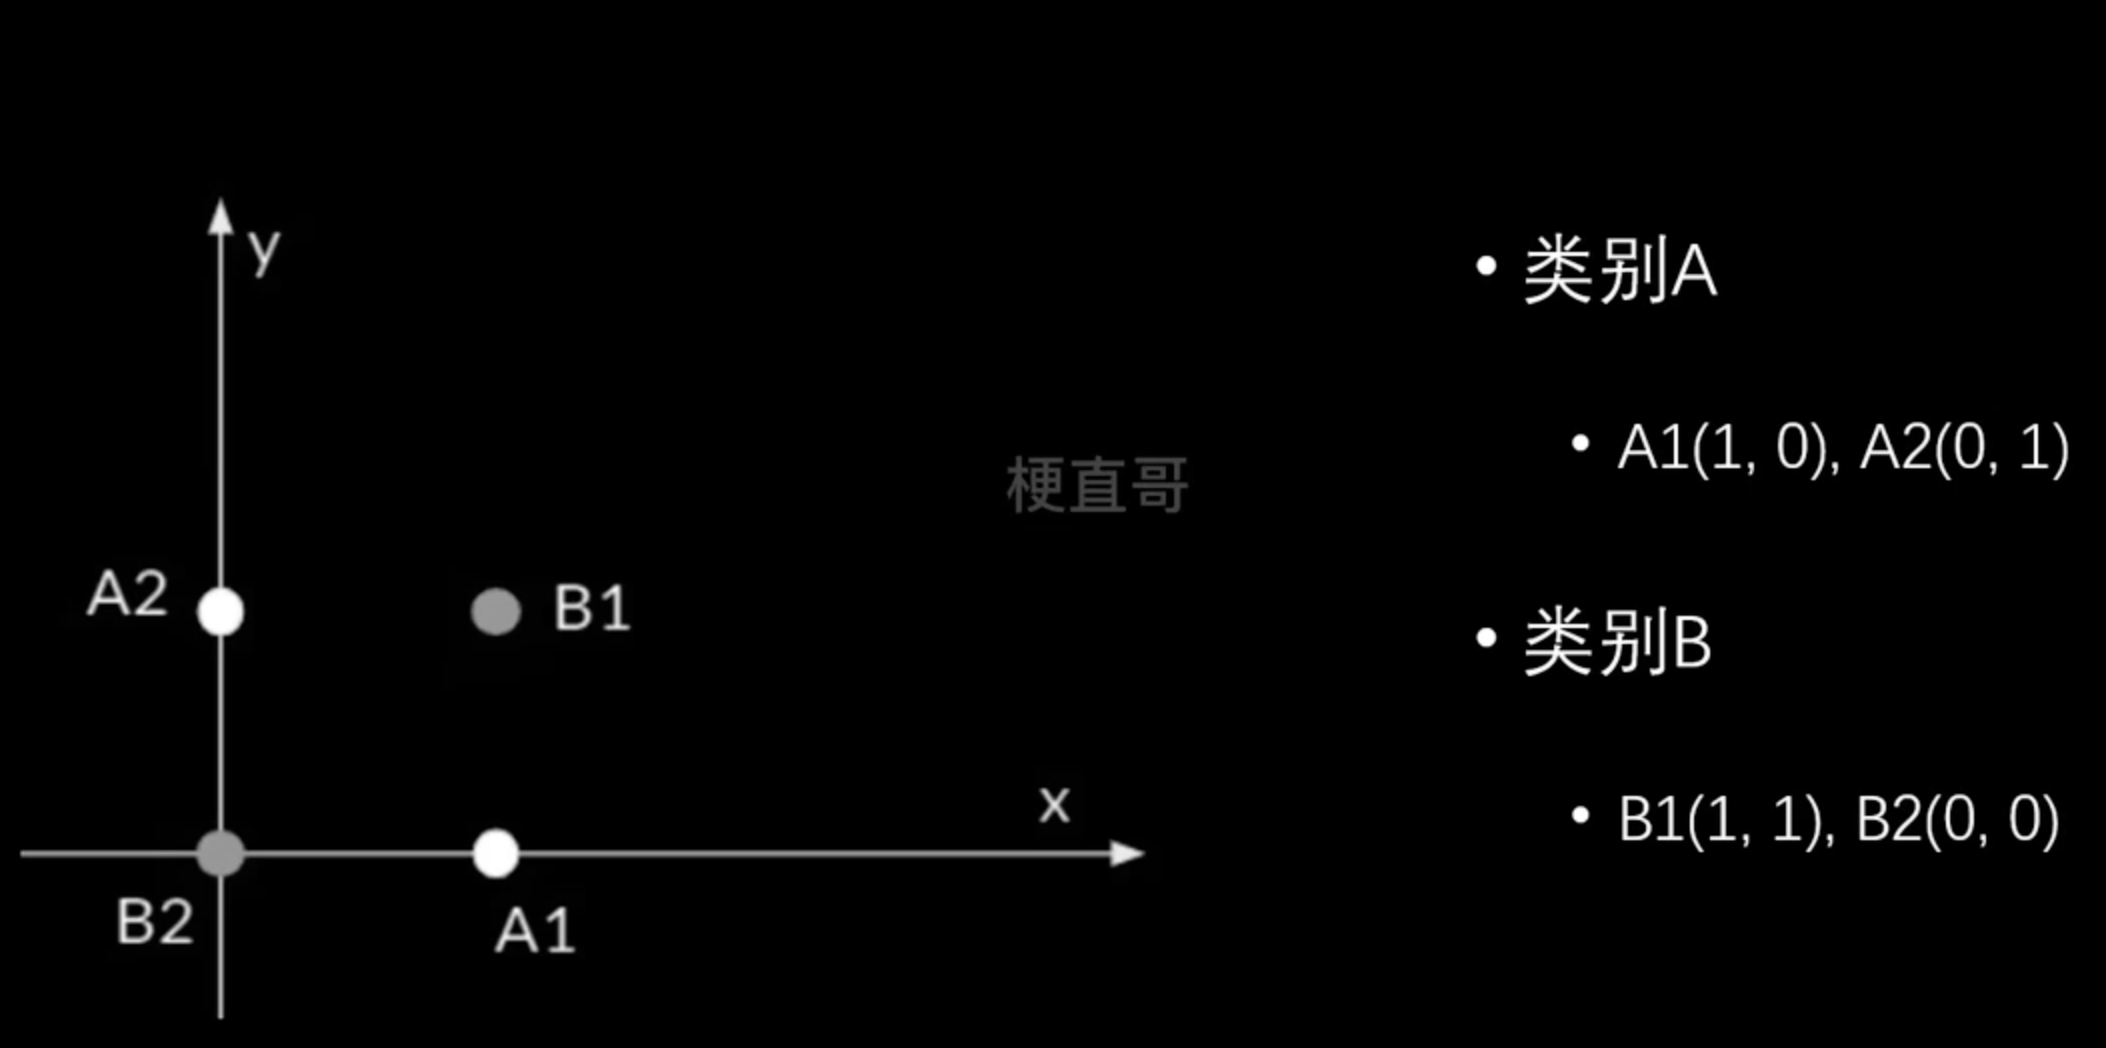 y
A2
B1
x
B2
A1
梗直哥
• 类别A
• A1(1, 0), A2(0, 1)
• 类别B
• B1(1, 1), B2(0, 0)